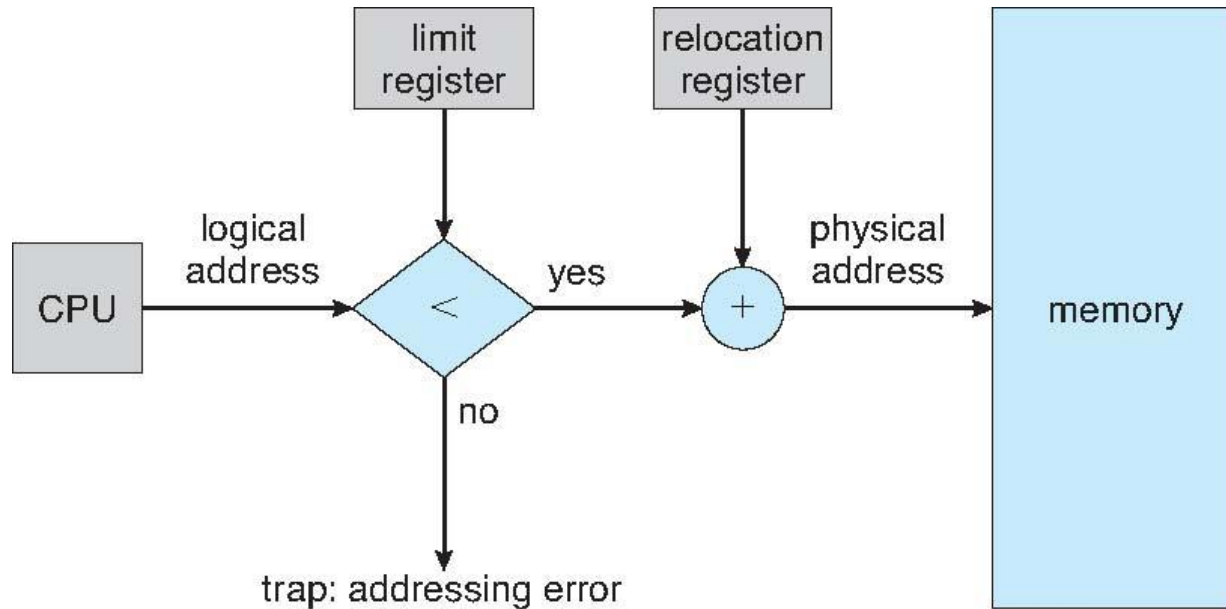 limit
register
relocation
register
logical
address
physical
address
CPU
<
yes
+
memory
no
trap: addressing error